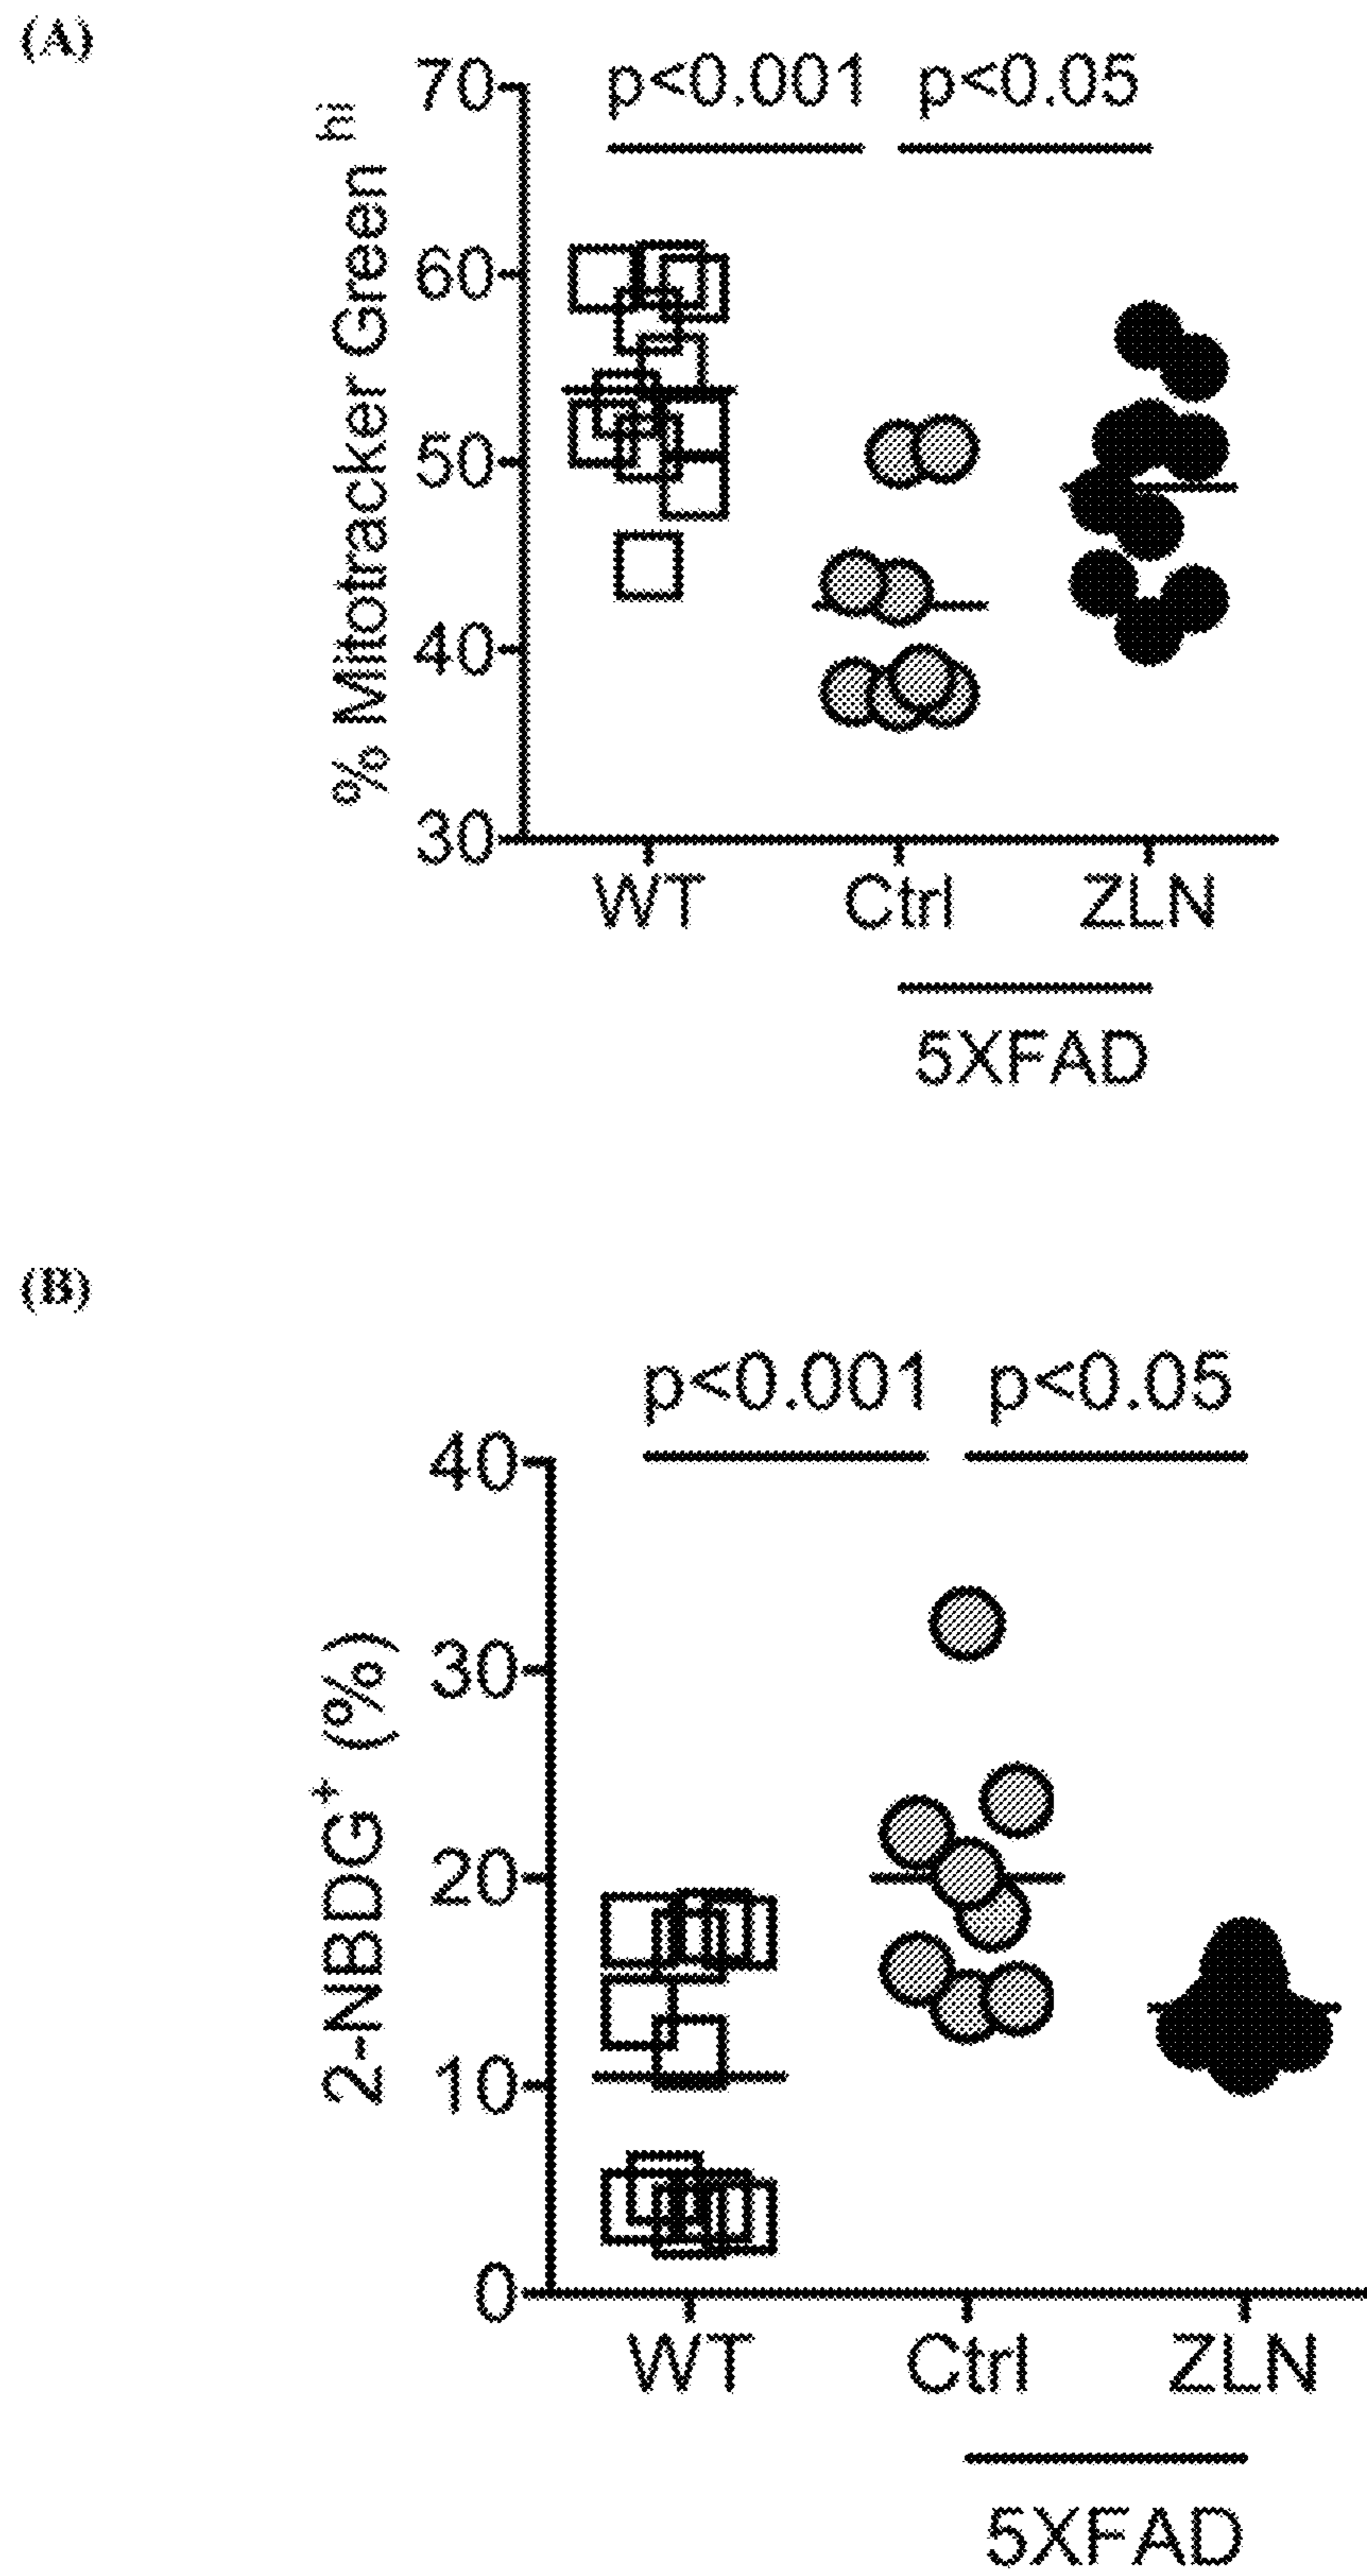 (A)
p<0.001 p<0.05
70
60
50
40
30
% Mitotracker Green hi
WT Ctrl ZLN
5XFAD
(B)
p<0.001 p<0.05
40
30
20
10
0
2-NBDG+ (%)
WT Ctrl ZLN
5XFAD